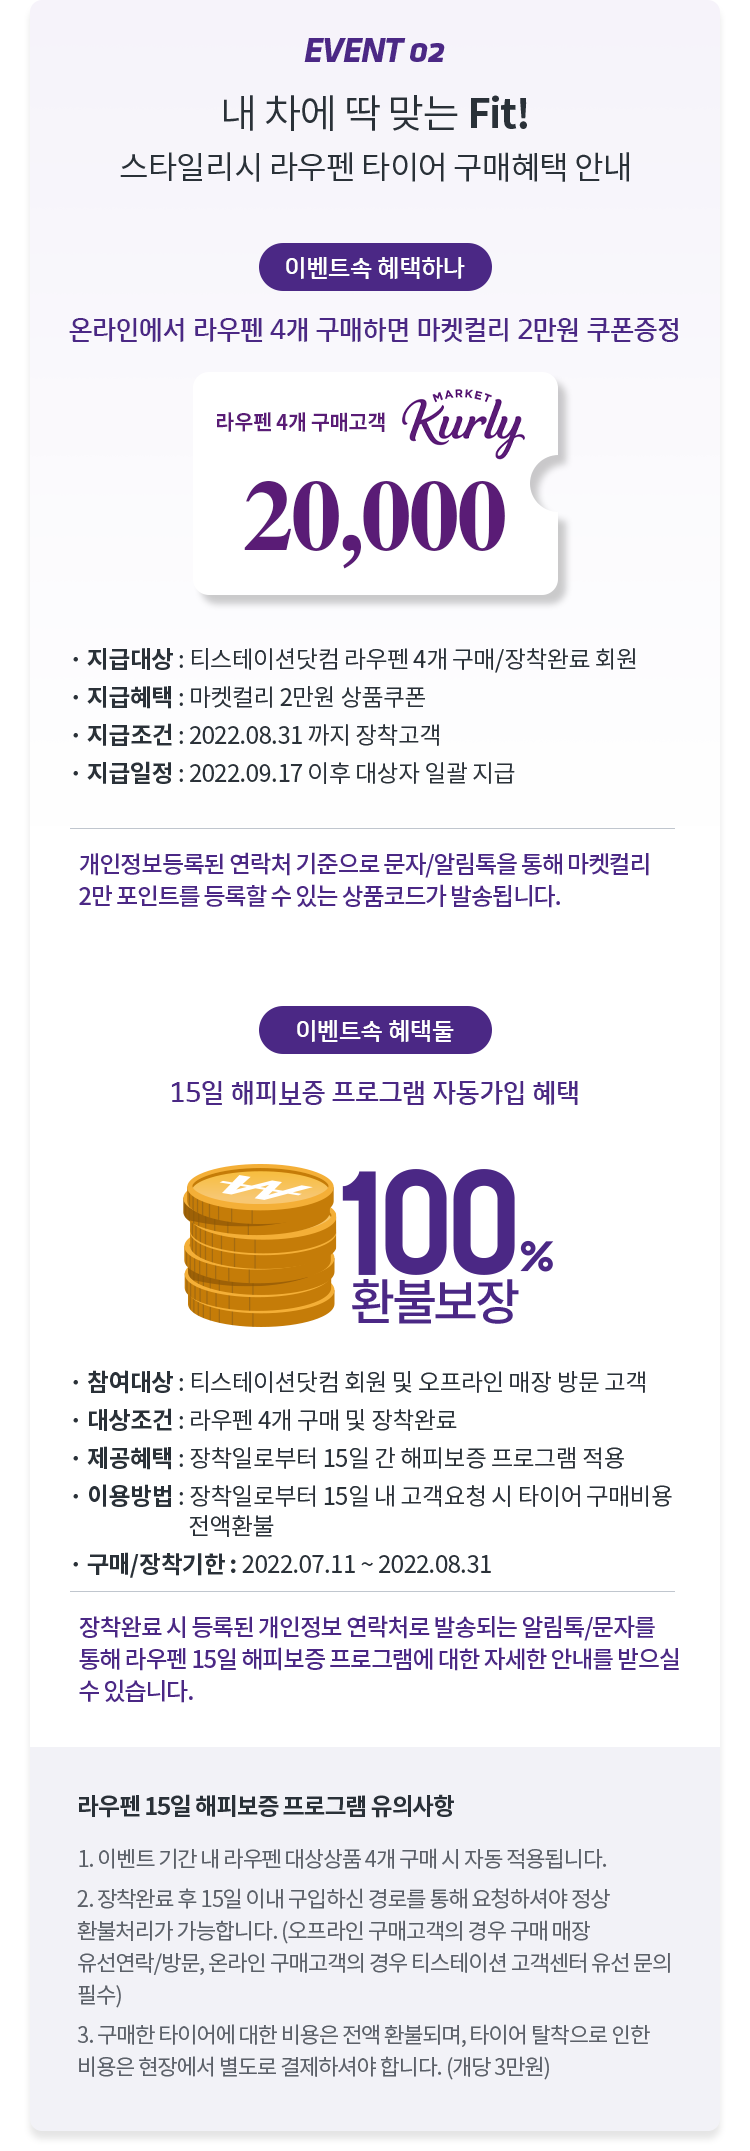 EVENT 02
내 차에 딱 맞는 Fit!
스타일리시 라우펜 타이어 구매혜택 안내
이벤트속 혜택하나
온라인에서 라우펜 4개 구매하면 마켓컬리 2만원 쿠폰증정
라우펜 4개 구매고객 MARKET Kurly
20,000
· 지급대상 : 티스테이션닷컴 라우펜 4개 구매/장착완료 회원
· 지급혜택 : 마켓컬리 2만원 상품쿠폰
· 지급조건 : 2022.08.31 까지 장착고객
· 지급일정 : 2022.09.17 이후 대상자 일괄 지급
개인정보등록된 연락처 기준으로 문자/알림톡을 통해 마켓컬리
2만 포인트를 등록할 수 있는 상품코드가 발송됩니다.
이벤트속 혜택둘
15일 해피보증 프로그램 자동가입 혜택
₩ 100%
환불보장
· 참여대상 : 티스테이션닷컴 회원 및 오프라인 매장 방문 고객
· 대상조건 : 라우펜 4개 구매 및 장착완료
· 제공혜택 : 장착일로부터 15일 간 해피보증 프로그램 적용
· 이용방법 : 장착일로부터 15일 내 고객요청 시 타이어 구매비용
전액환불
· 구매/장착기한 : 2022.07.11 ~ 2022.08.31
장착완료 시 등록된 개인정보 연락처로 발송되는 알림톡/문자를
통해 라우펜 15일 해피보증 프로그램에 대한 자세한 안내를 받으실
수 있습니다.
라우펜 15일 해피보증 프로그램 유의사항
1. 이벤트 기간 내 라우펜 대상상품 4개 구매 시 자동 적용됩니다.
2. 장착완료 후 15일 이내 구입하신 경로를 통해 요청하셔야 정상
환불처리가 가능합니다. (오프라인 구매고객의 경우 구매 매장
유선연락/방문, 온라인 구매고객의 경우 티스테이션 고객센터 유선 문의
필수)
3. 구매한 타이어에 대한 비용은 전액 환불되며, 타이어 탈착으로 인한
비용은 현장에서 별도로 결제하셔야 합니다. (개당 3만원)